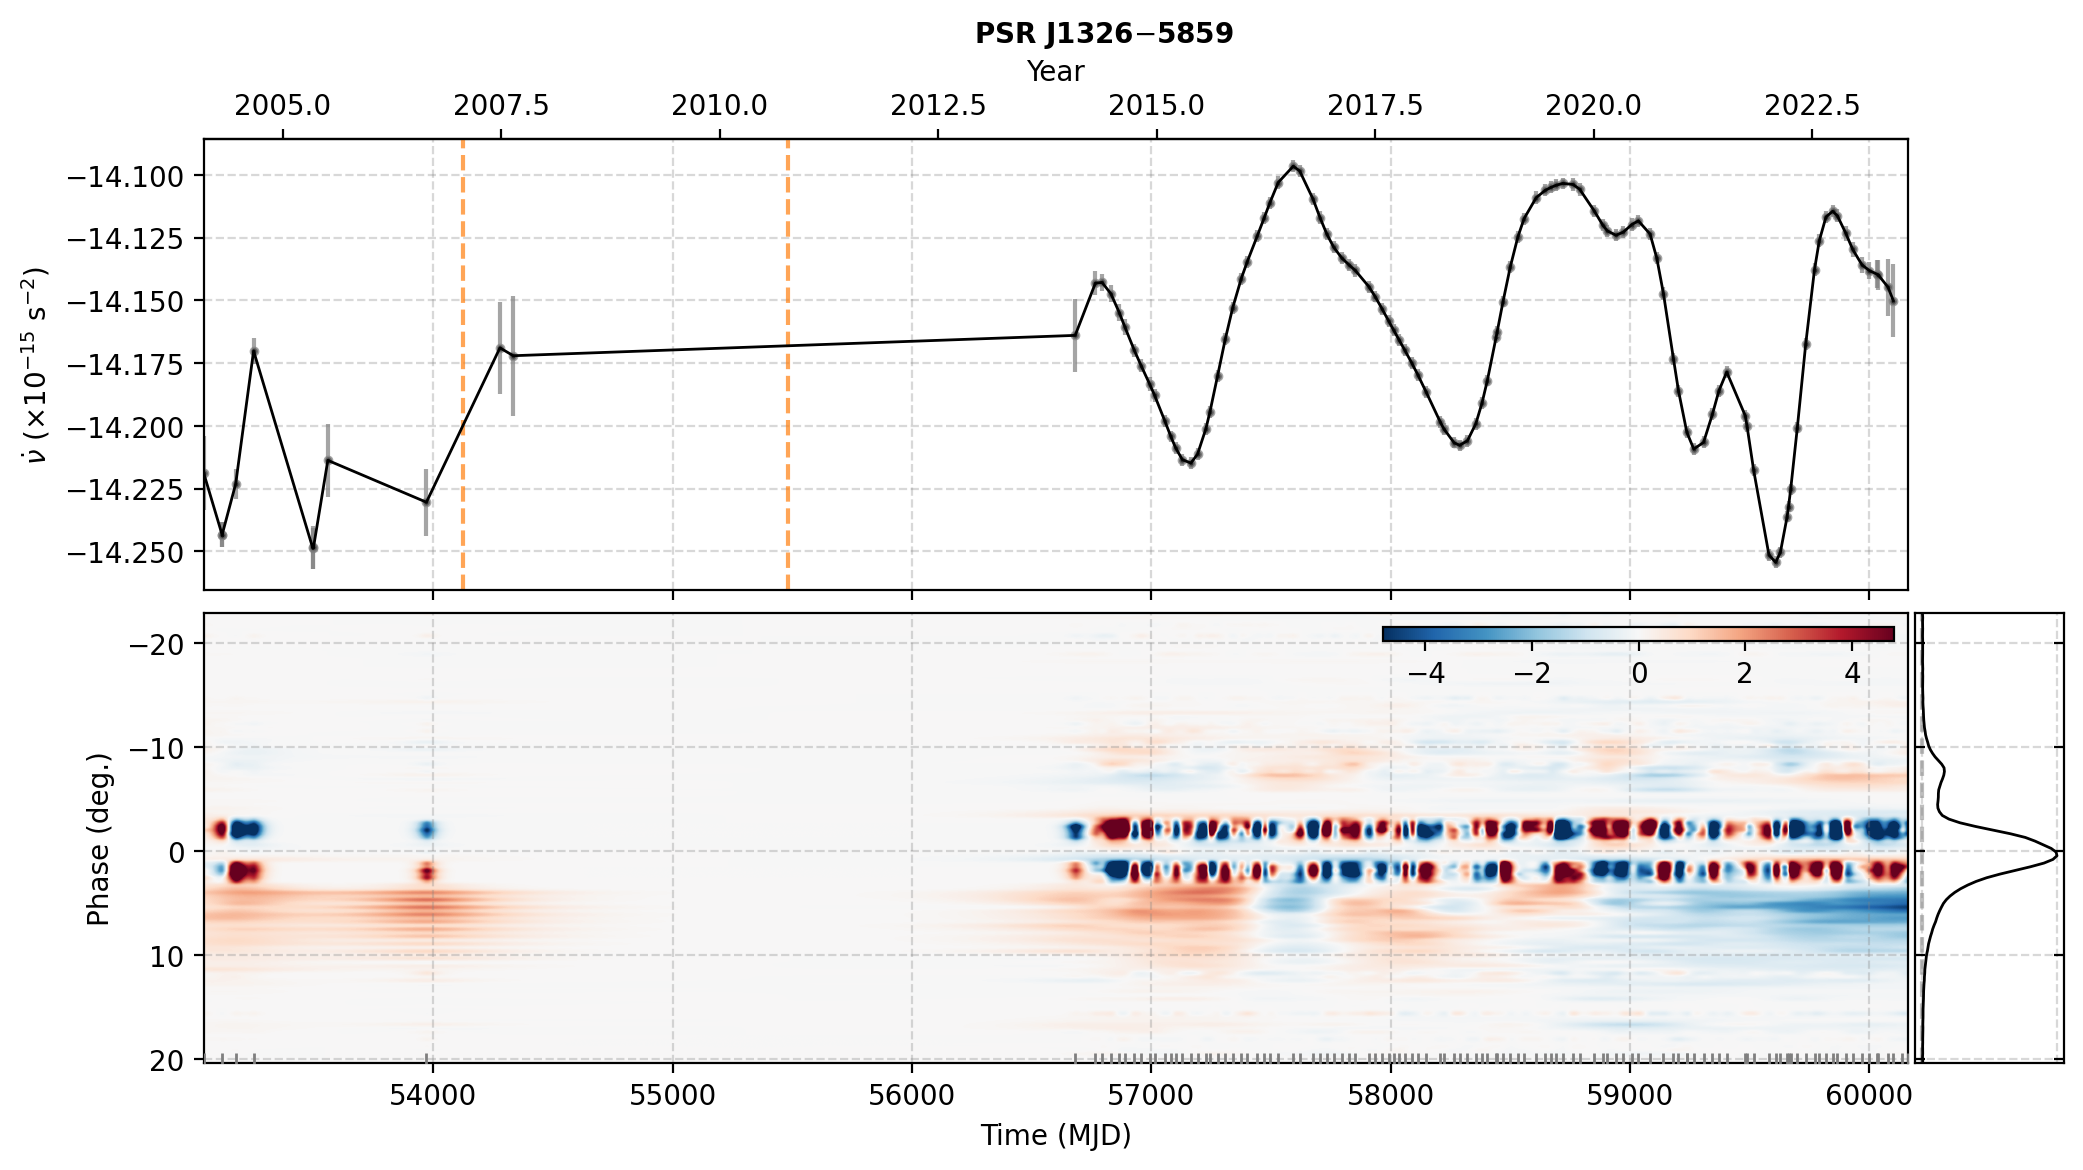 PSR J1326−5859
Year
2005.0 2007.5 2010.0 2012.5 2015.0 2017.5 2020.0 2022.5
−14.100
−14.125
−14.150
−14.175
−14.200
−14.225
−14.250
ν̇ (×10⁻¹⁵ s⁻²)
−4 −2 0 2 4
−20
−10
0
10
20
Phase (deg.)
54000 55000 56000 57000 58000 59000 60000
Time (MJD)